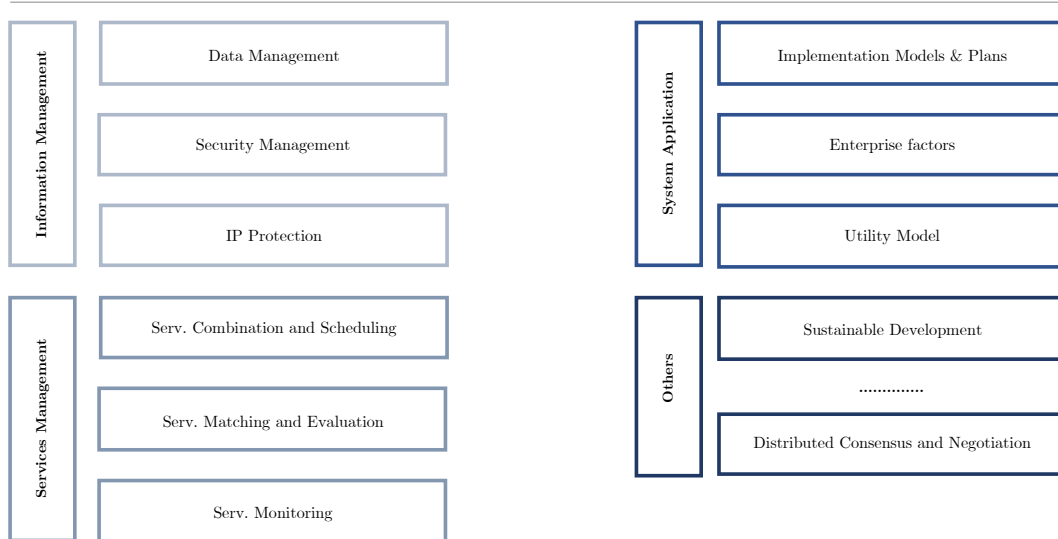 Information Management
Data Management
Security Management
IP Protection
Services Management
Serv. Combination and Scheduling
Serv. Matching and Evaluation
Serv. Monitoring
System Application
Implementation Models & Plans
Enterprise factors
Utility Model
Others
Sustainable Development
..............
Distributed Consensus and Negotiation